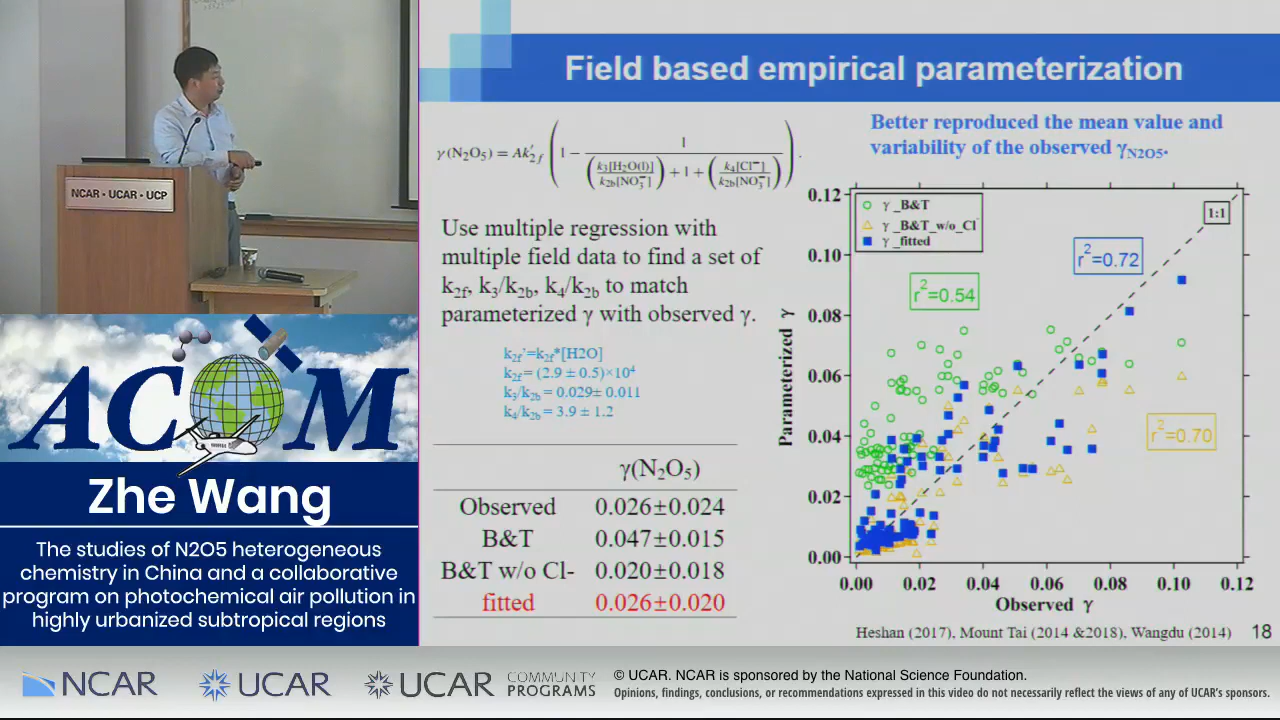 NCAR • UCAR • UCP
ACOM
Zhe Wang
The studies of N2O5 heterogeneous
chemistry in China and a collaborative
program on photochemical air pollution in
highly urbanized subtropical regions
Field based empirical parameterization
γ(N₂O₅) = Ak′₂f ( 1 − 1 / ( (k₃[H₂O(l)] / k₂b[NO₃⁻]) + 1 + (k₄[Cl⁻] / k₂b[NO₃⁻]) ) ).
Use multiple regression with
multiple field data to find a set of
k₂f, k₃/k₂b, k₄/k₂b to match
parameterized γ with observed γ.
k₂f'=k₂f*[H2O]
k₂f= (2.9 ± 0.5)×10⁴
k₃/k₂b = 0.029± 0.011
k₄/k₂b = 3.9 ± 1.2
γ(N₂O₅)
Observed 0.026±0.024
B&T 0.047±0.015
B&T w/o Cl- 0.020±0.018
fitted 0.026±0.020
Better reproduced the mean value and
variability of the observed γN2O5.
γ_B&T
γ_B&T_w/o_Cl⁻
γ_fitted
1:1
r²=0.72
r²=0.54
r²=0.70
Parameterized γ
0.12
0.10
0.08
0.06
0.04
0.02
0.00
0.00 0.02 0.04 0.06 0.08 0.10 0.12
Observed γ
Heshan (2017), Mount Tai (2014 &2018), Wangdu (2014) 18
NCAR
UCAR
UCAR
COMMUNITY
PROGRAMS
© UCAR. NCAR is sponsored by the National Science Foundation.
Opinions, findings, conclusions, or recommendations expressed in this video do not necessarily reflect the views of any of UCAR's sponsors.